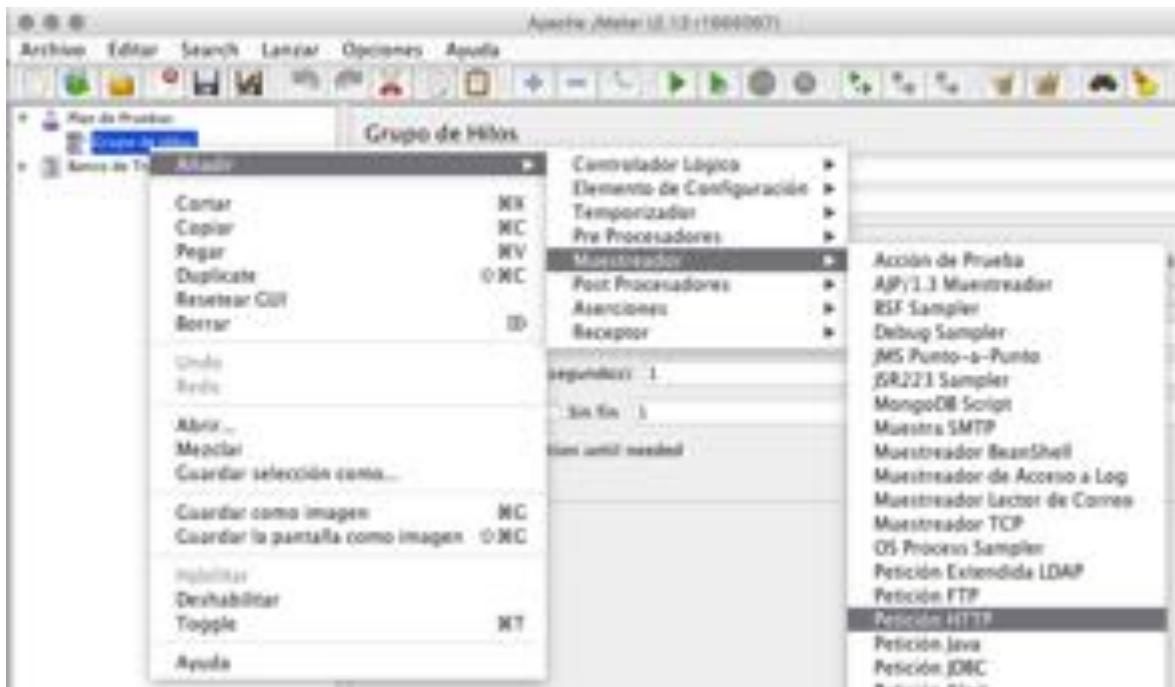 Apache JMeter (2.13 r1665067)
Archivo Editar Search Lanzar Opciones Ayuda
Plan de Pruebas
Grupo de Hilos
Banco de
Grupo de Hilos
Añadir
Cortar ⌘X
Copiar ⌘C
Pegar ⌘V
Duplicate ⇧⌘C
Resetear GUI
Borrar ⌦
Undo
Redo
Abrir...
Mezclar
Guardar selección como...
Guardar como imagen ⌘G
Guardar la pantalla como imagen ⇧⌘G
Habilitar
Deshabilitar
Toggle ⌘T
Ayuda
Controlador Lógico
Elemento de Configuración
Temporizador
Pre Procesadores
Muestreador
Post Procesadores
Aserciones
Receptor
segundos): 1
Sin fin 1
until needed
Acción de Prueba
AJP/1.3 Muestreador
BSF Sampler
Debug Sampler
JMS Punto-a-Punto
JSR223 Sampler
MongoDB Script
Muestra SMTP
Muestreador BeanShell
Muestreador de Acceso a Log
Muestreador Lector de Correo
Muestreador TCP
OS Process Sampler
Petición Extendida LDAP
Petición FTP
Petición HTTP
Petición Java
Petición JDBC